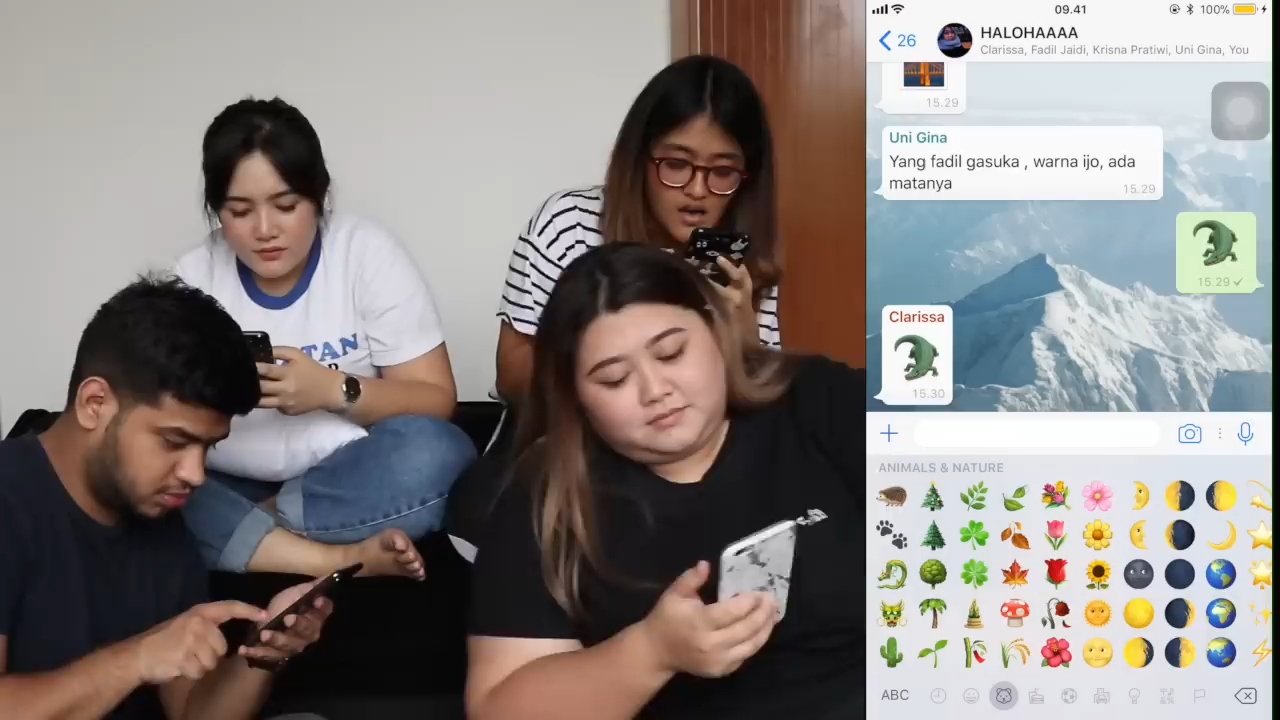 09.41
100%
26
HALOHAAAA
Clarissa, Fadil Jaidi, Krisna Pratiwi, Uni Gina, You
15.29
Uni Gina
Yang fadil gasuka , warna ijo, ada
matanya
15.29
15.29
Clarissa
15.30
ANIMALS & NATURE
ABC
TAN